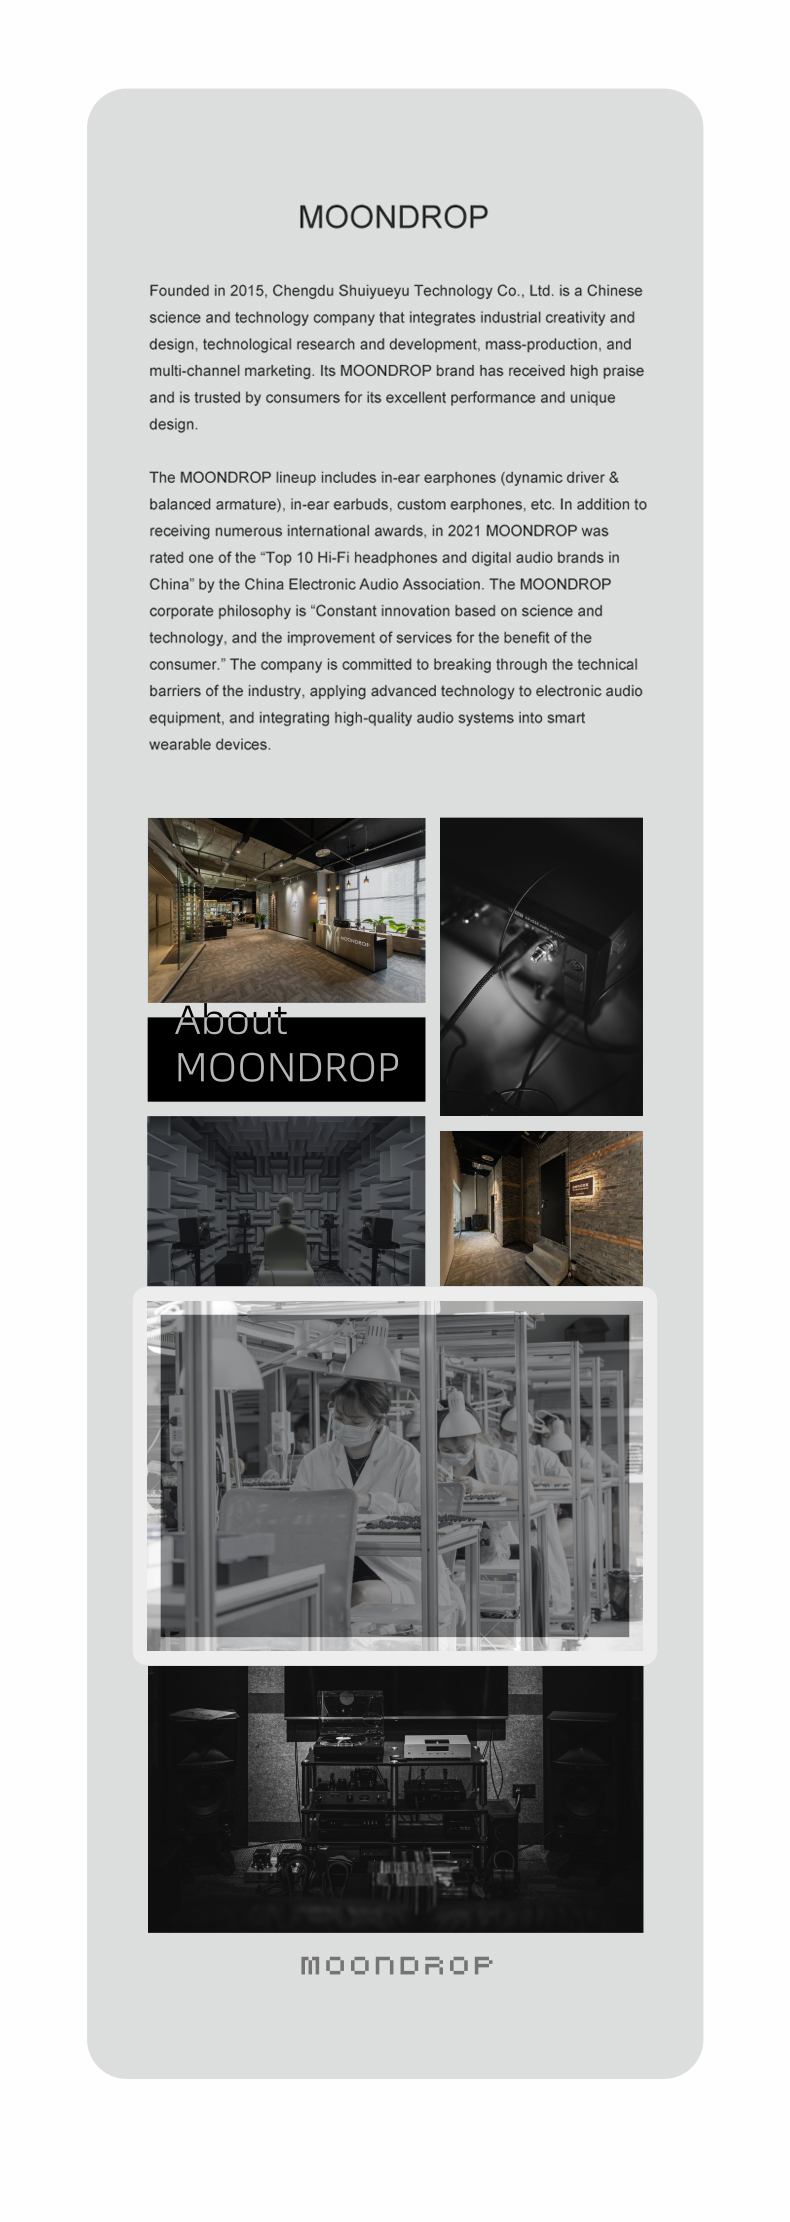 MOONDROP
Founded in 2015, Chengdu Shuiyueyu Technology Co., Ltd. is a Chinese
science and technology company that integrates industrial creativity and
design, technological research and development, mass-production, and
multi-channel marketing. Its MOONDROP brand has received high praise
and is trusted by consumers for its excellent performance and unique
design.
The MOONDROP lineup includes in-ear earphones (dynamic driver &
balanced armature), in-ear earbuds, custom earphones, etc. In addition to
receiving numerous international awards, in 2021 MOONDROP was
rated one of the “Top 10 Hi-Fi headphones and digital audio brands in
China” by the China Electronic Audio Association. The MOONDROP
corporate philosophy is “Constant innovation based on science and
technology, and the improvement of services for the benefit of the
consumer.” The company is committed to breaking through the technical
barriers of the industry, applying advanced technology to electronic audio
equipment, and integrating high-quality audio systems into smart
wearable devices.
MOONDROP
About
MOONDROP
MOONDROP